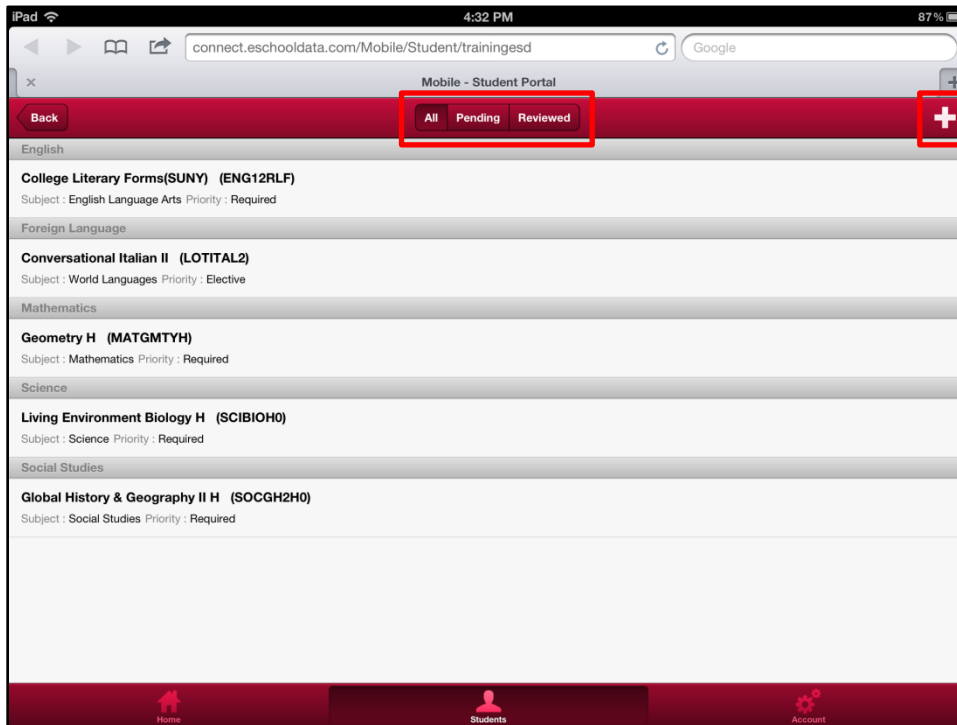 iPad 4:32 PM 87%
connect.eschooldata.com/Mobile/Student/trainingesd Google
Mobile - Student Portal
Back All Pending Reviewed
English
College Literary Forms(SUNY) (ENG12RLF)
Subject : English Language Arts Priority : Required
Foreign Language
Conversational Italian II (LOTITAL2)
Subject : World Languages Priority : Elective
Mathematics
Geometry H (MATGMTYH)
Subject : Mathematics Priority : Required
Science
Living Environment Biology H (SCIBIOH0)
Subject : Science Priority : Required
Social Studies
Global History & Geography II H (SOCGH2H0)
Subject : Social Studies Priority : Required
Home Students Account